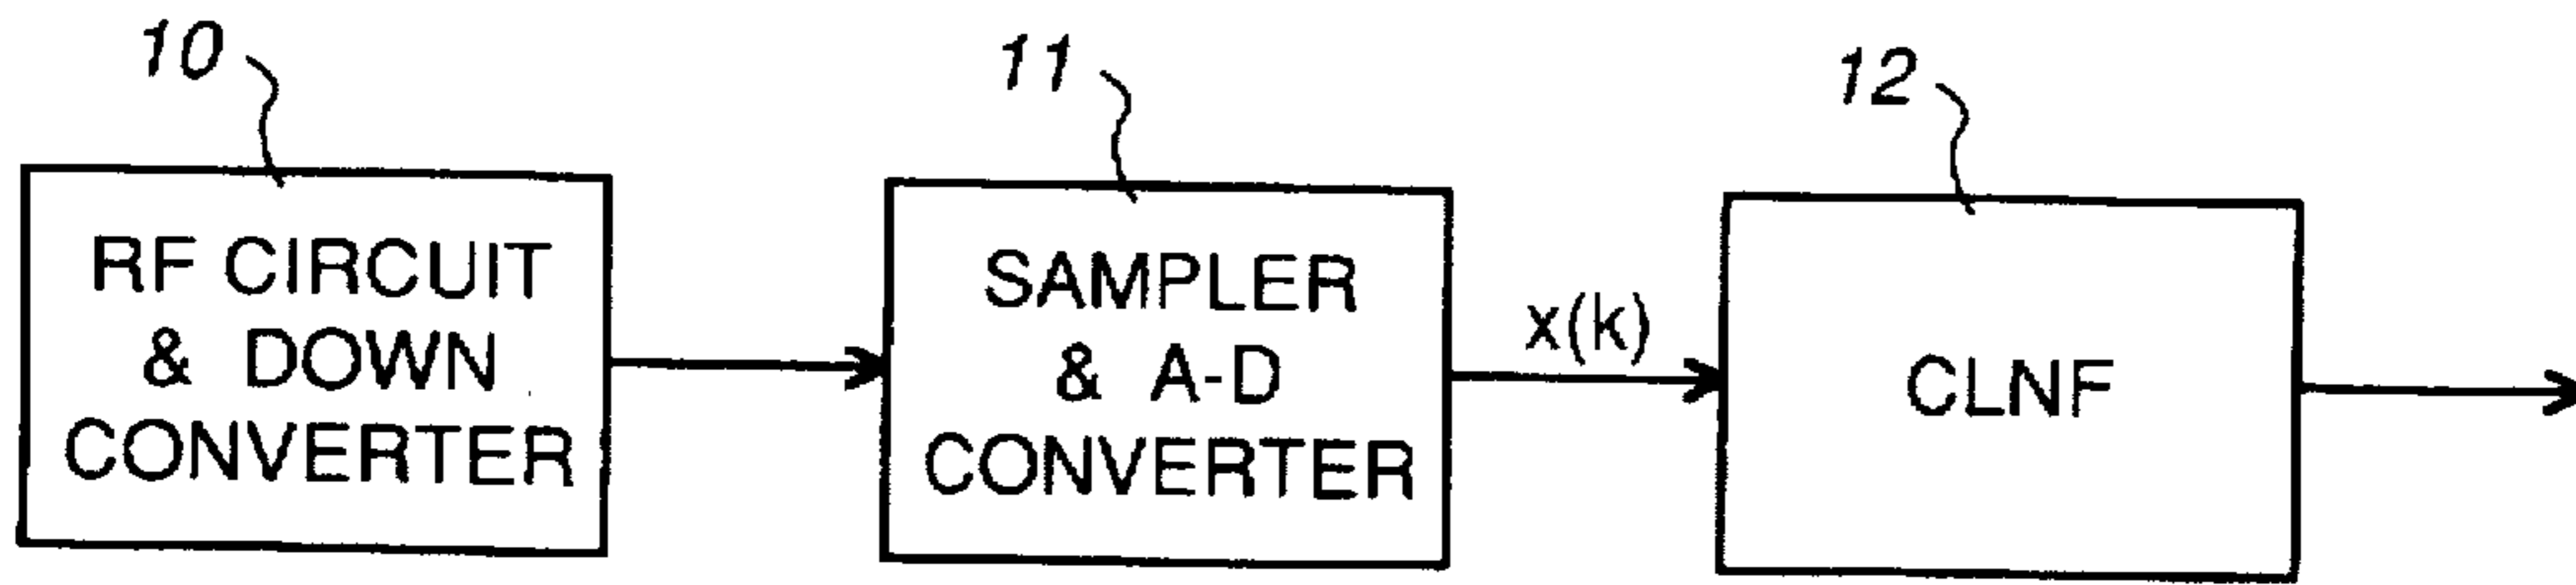 10
11
12
RF CIRCUIT
& DOWN
CONVERTER
SAMPLER
& A-D
CONVERTER
x(k)
CLNF